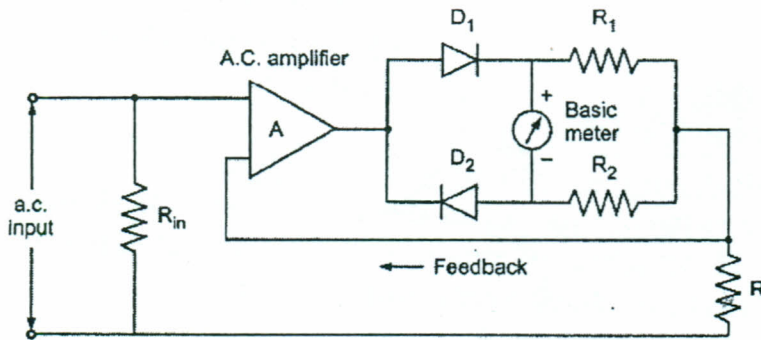 D1
R1
A.C. amplifier
A
+
Basic
meter
−
D2
R2
a.c.
input
Rin
Feedback
R